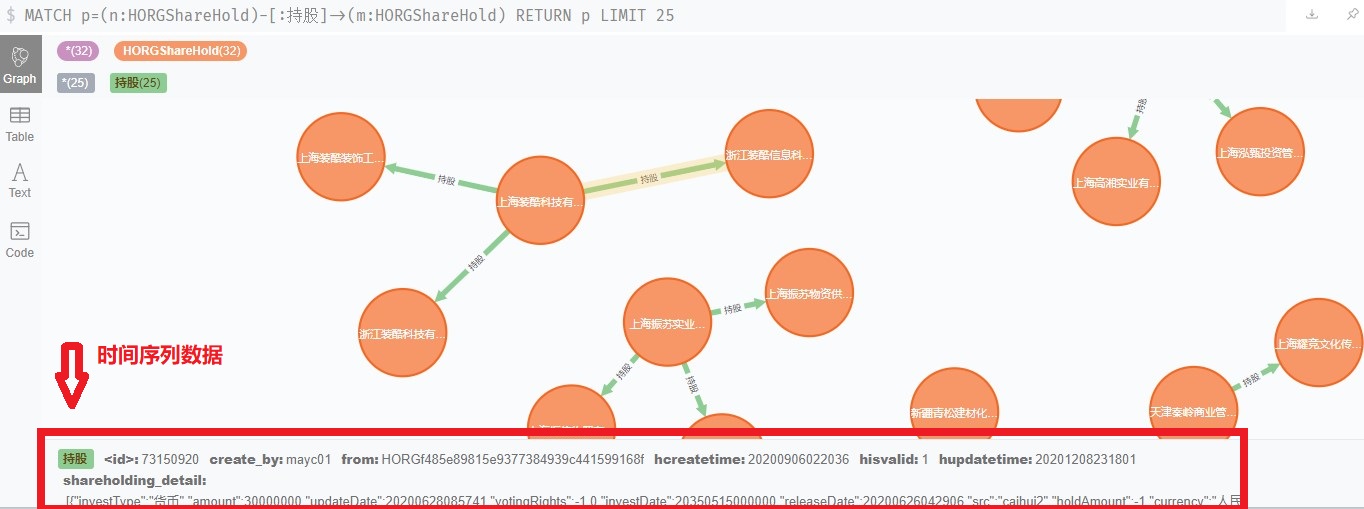 $ MATCH p=(n:HORGShareHold)-[:持股]->(m:HORGShareHold) RETURN p LIMIT 25
*(32) HORGShareHold(32)
*(25) 持股(25)
Graph
Table
Text
Code
上海装酷装饰工…
持股
上海装酷科技有…
持股
浙江装酷信息科…
持股
浙江装酷科技有…
持股
上海高湘实业有…
上海泓甄投资管…
上海振苏实业…
持股
上海振苏物资供…
持股
持股
新疆青松建材化…
天津秦岭商业管…
持股
上海耀亮文化传…
时间序列数据
持股 <id>: 73150920 create_by: mayc01 from: HORGf485e89815e9377384939c441599168f hcreatetime: 20200906022036 hisvalid: 1 hupdatetime: 20201208231801
shareholding_detail:
[{"investType":"货币","amount":30000000,"updateDate":20200628085741,"votingRights":-1.0,"investDate":20350515000000,"releaseDate":20200626042906,"src":"caihui2","holdAmount":-1,"currency":"人民